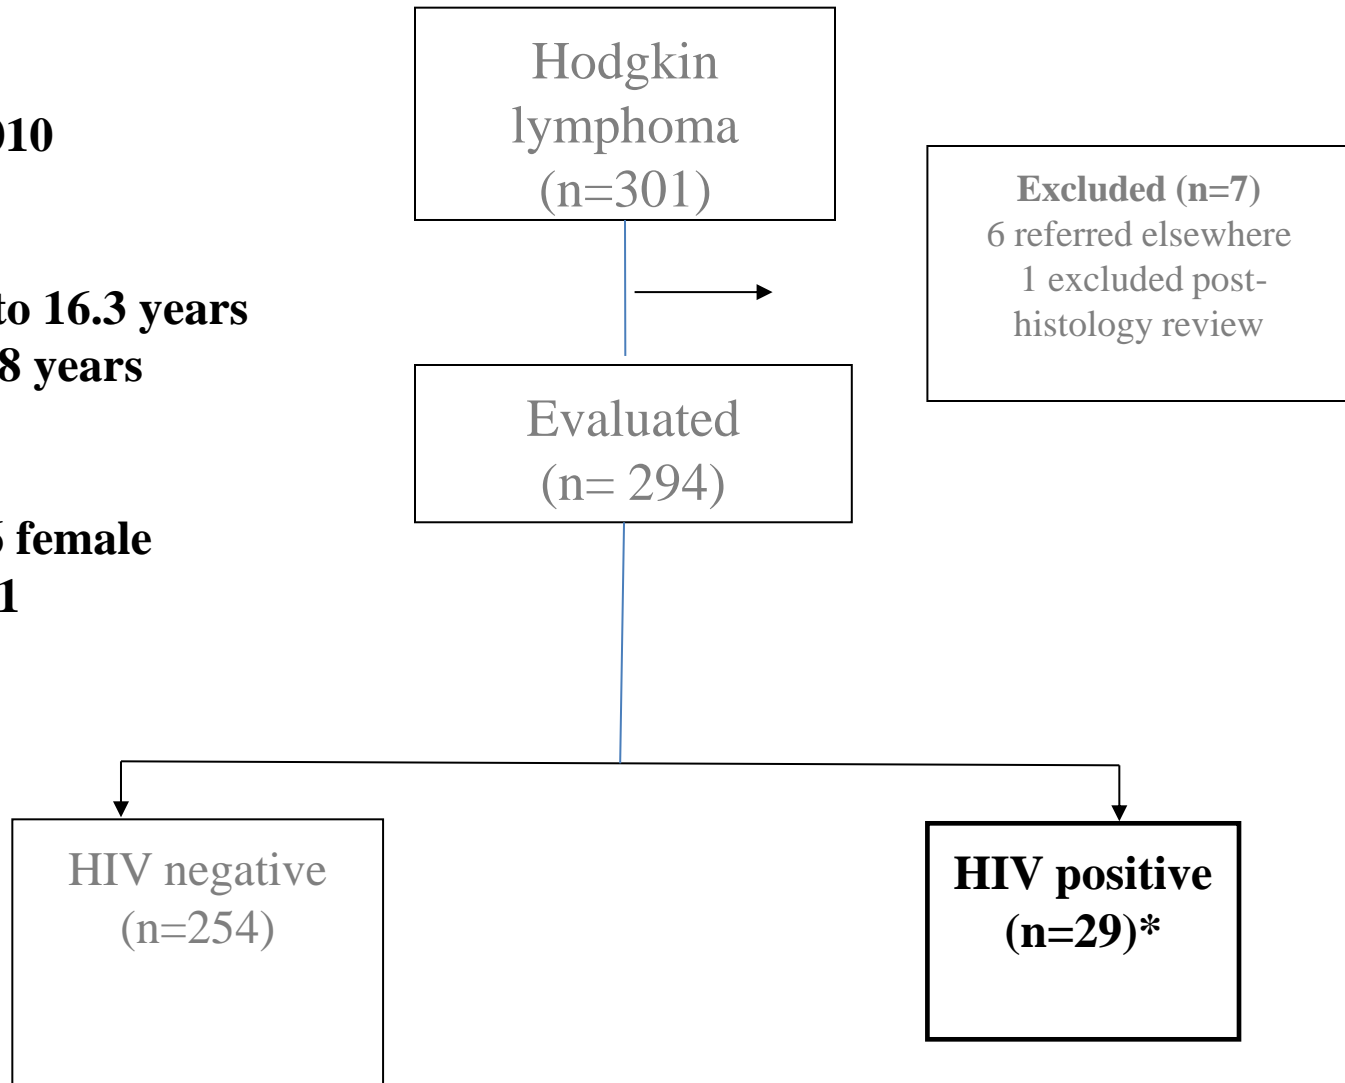 Hodgkin
lymphoma
(n=301)
010
Excluded (n=7)
6 referred elsewhere
1 excluded post-
histology review
to 16.3 years
8 years
Evaluated
(n= 294)
female
1
HIV negative
(n=254)
HIV positive
(n=29)*